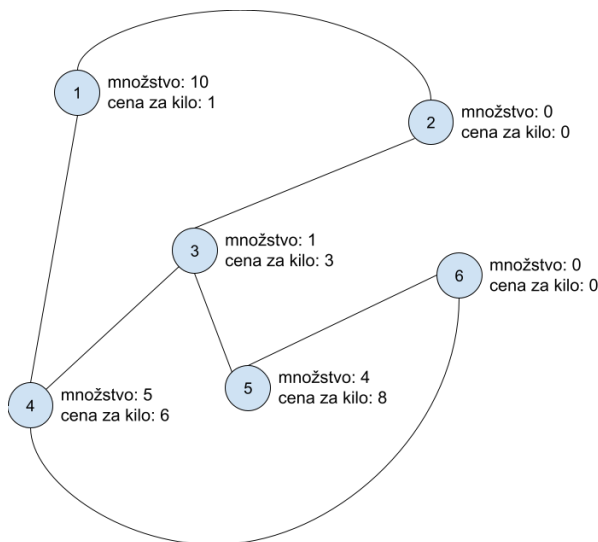 1
množstvo: 10
cena za kilo: 1
2
množstvo: 0
cena za kilo: 0
3
množstvo: 1
cena za kilo: 3
6
množstvo: 0
cena za kilo: 0
5
množstvo: 4
cena za kilo: 8
4
množstvo: 5
cena za kilo: 6